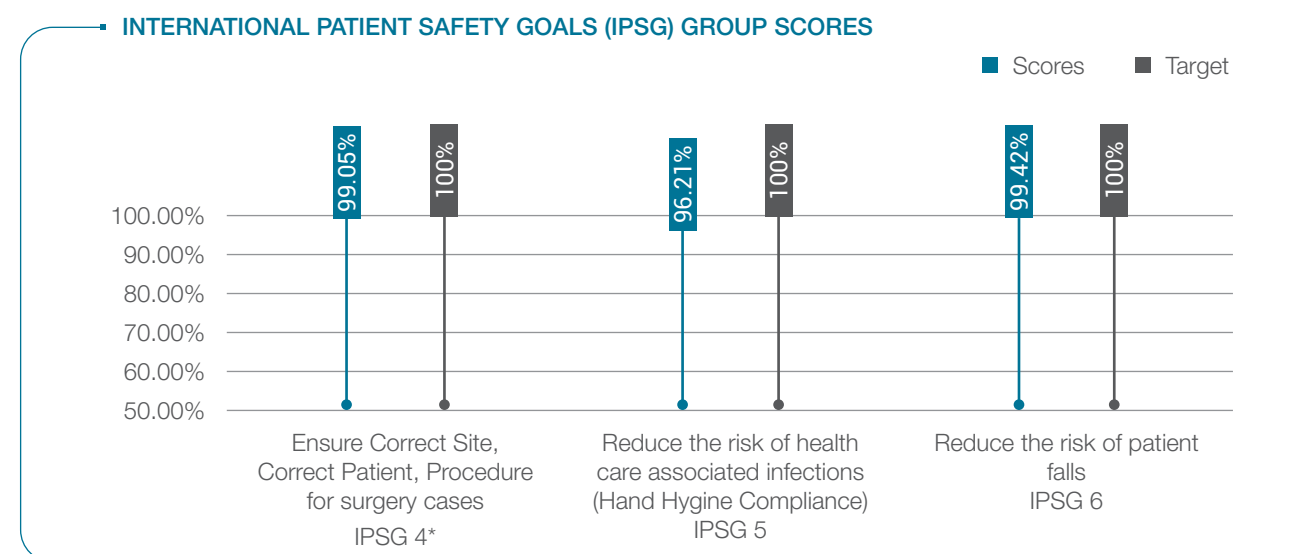 INTERNATIONAL PATIENT SAFETY GOALS (IPSG) GROUP SCORES
Scores Target
99.05% 100% 96.21% 100% 99.42% 100%
100.00%
90.00%
80.00%
70.00%
60.00%
50.00%
Ensure Correct Site,
Correct Patient, Procedure
for surgery cases
IPSG 4*
Reduce the risk of health
care associated infections
(Hand Hygine Compliance)
IPSG 5
Reduce the risk of patient
falls
IPSG 6